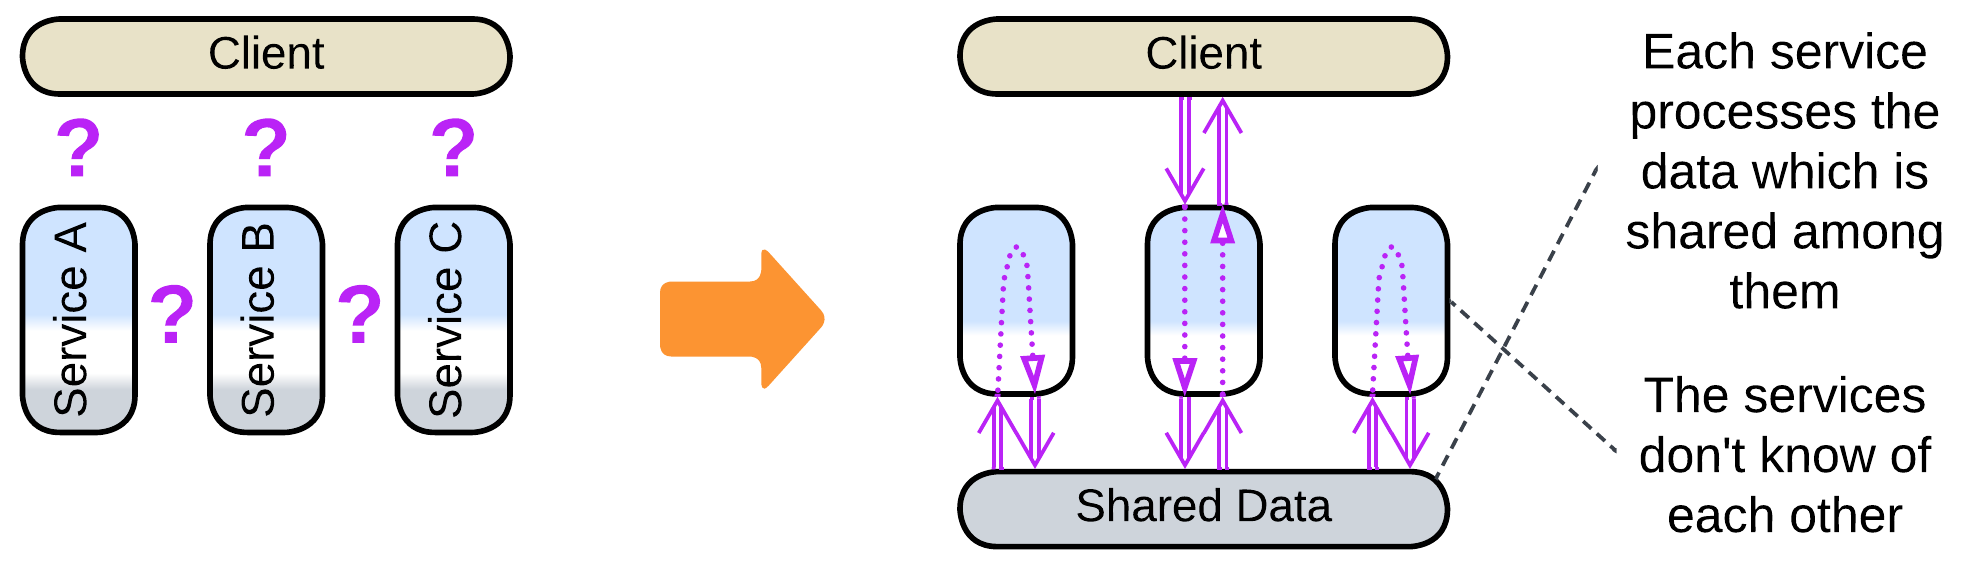 Client
?
?
?
Service A
?
Service B
?
Service C
Client
Shared Data
Each service
processes the
data which is
shared among
them
The services
don't know of
each other